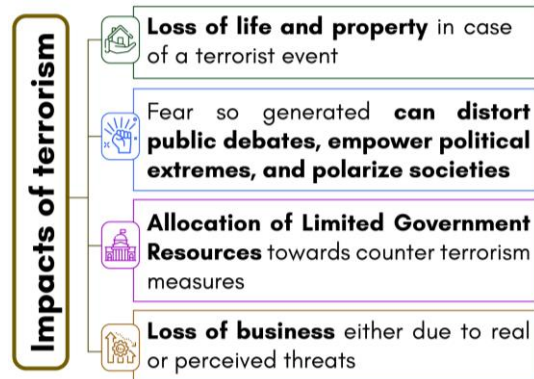 Impacts of terrorism
Loss of life and property in case
of a terrorist event
Fear so generated can distort
public debates, empower political
extremes, and polarize societies
Allocation of Limited Government
Resources towards counter terrorism
measures
Loss of business either due to real
or perceived threats